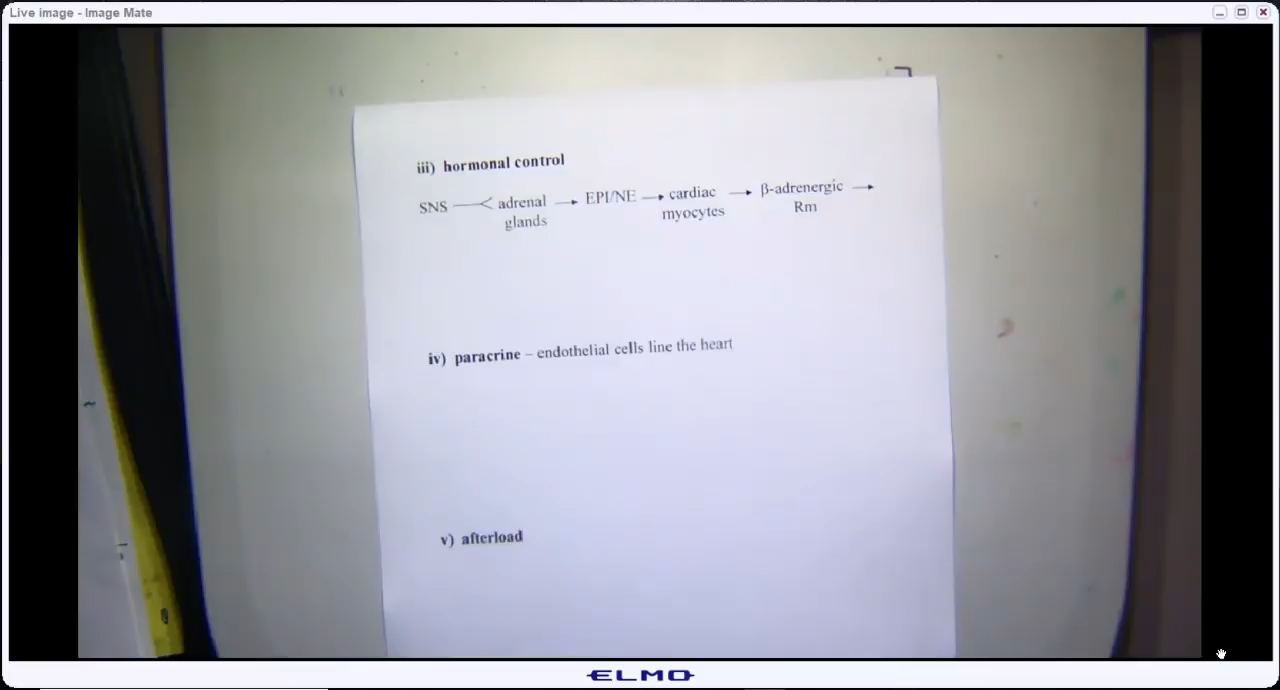 Live image - Image Mate
iii) hormonal control
SNS —< adrenal glands → EPI/NE → cardiac myocytes → β-adrenergic Rm →
iv) paracrine – endothelial cells line the heart
v) afterload
ELMO